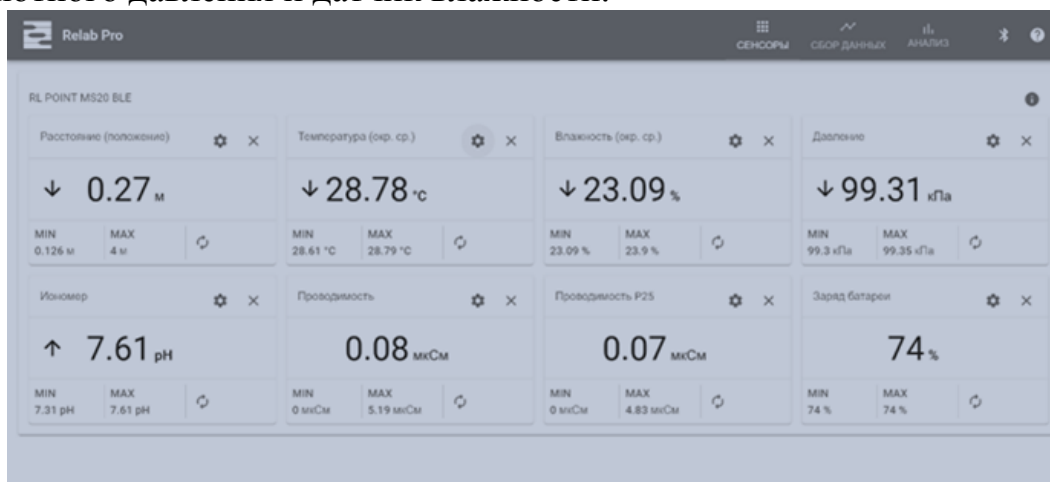 Relab Pro
СЕНСОРЫ СБОР ДАННЫХ АНАЛИЗ
RL POINT MS20 BLE
Расстояние (положение) Температура (окр. ср.) Влажность (окр. ср.) Давление
↓ 0.27 м ↓ 28.78 °C ↓ 23.09 % ↓ 99.31 кПа
MIN MAX MIN MAX MIN MAX MIN MAX
0.126 м 4 м 28.61 °C 28.79 °C 23.09 % 23.9 % 99.3 кПа 99.35 кПа
Иономер Проводимость Проводимость P25 Заряд батареи
↑ 7.61 pH 0.08 мкСм 0.07 мкСм 74 %
MIN MAX MIN MAX MIN MAX MIN MAX
7.31 pH 7.61 pH 0 мкСм 5.19 мкСм 0 мкСм 4.83 мкСм 74 % 74 %